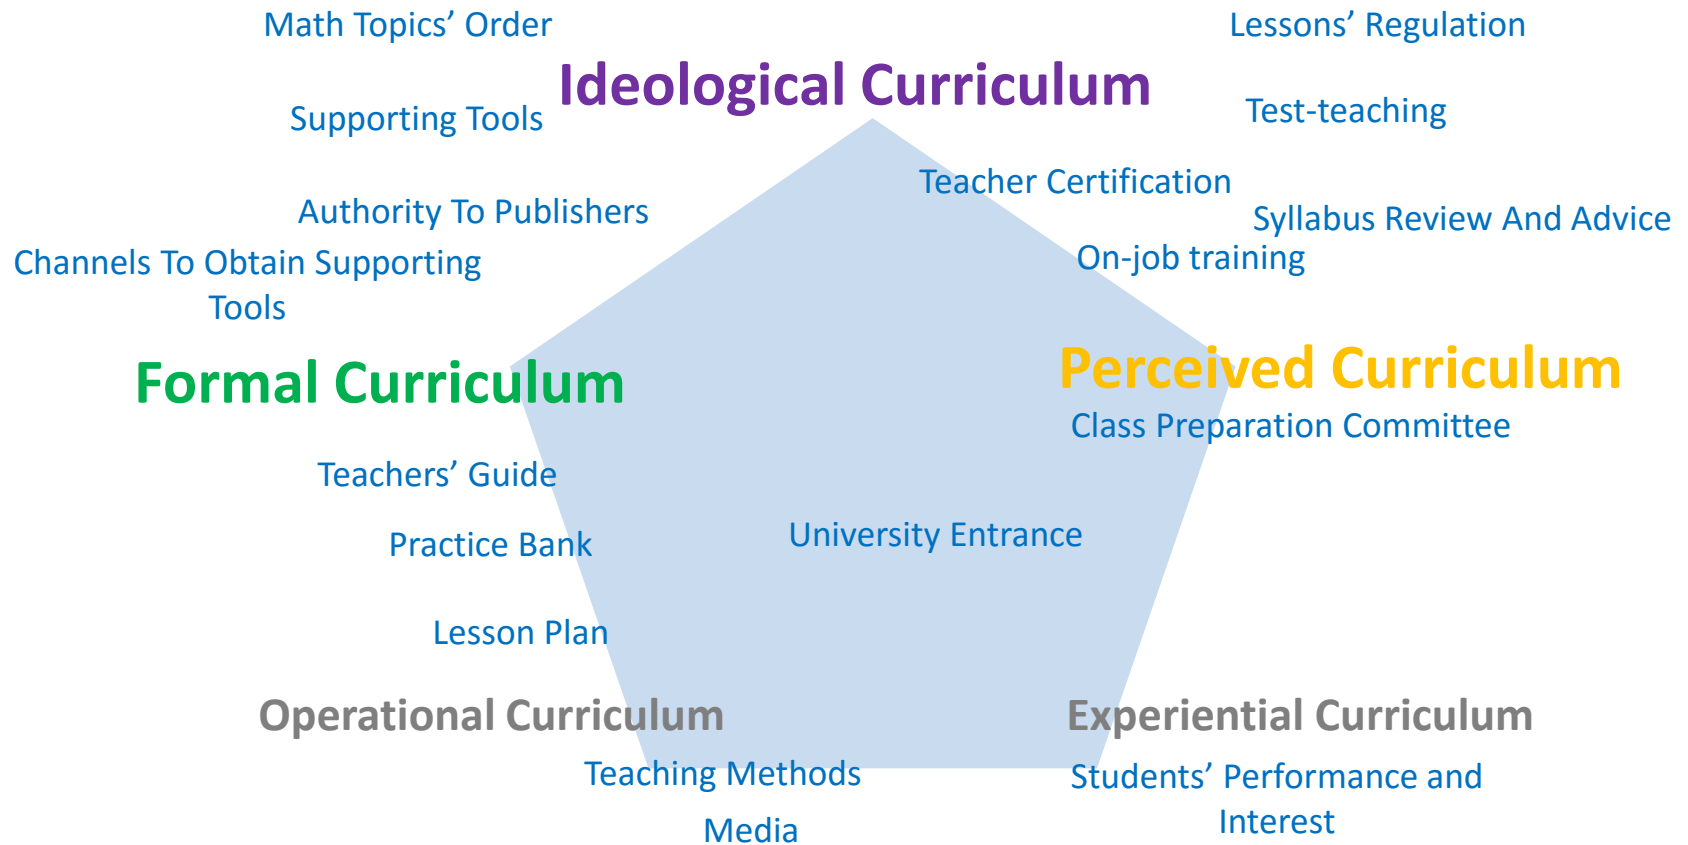 Math Topics’ Order
Lessons’ Regulation
Ideological Curriculum
Supporting Tools
Test-teaching
Teacher Certification
Authority To Publishers
Syllabus Review And Advice
Channels To Obtain Supporting
Tools
On-job training
Formal Curriculum
Perceived Curriculum
Class Preparation Committee
Teachers’ Guide
Practice Bank
University Entrance
Lesson Plan
Operational Curriculum
Experiential Curriculum
Teaching Methods
Students’ Performance and
Interest
Media